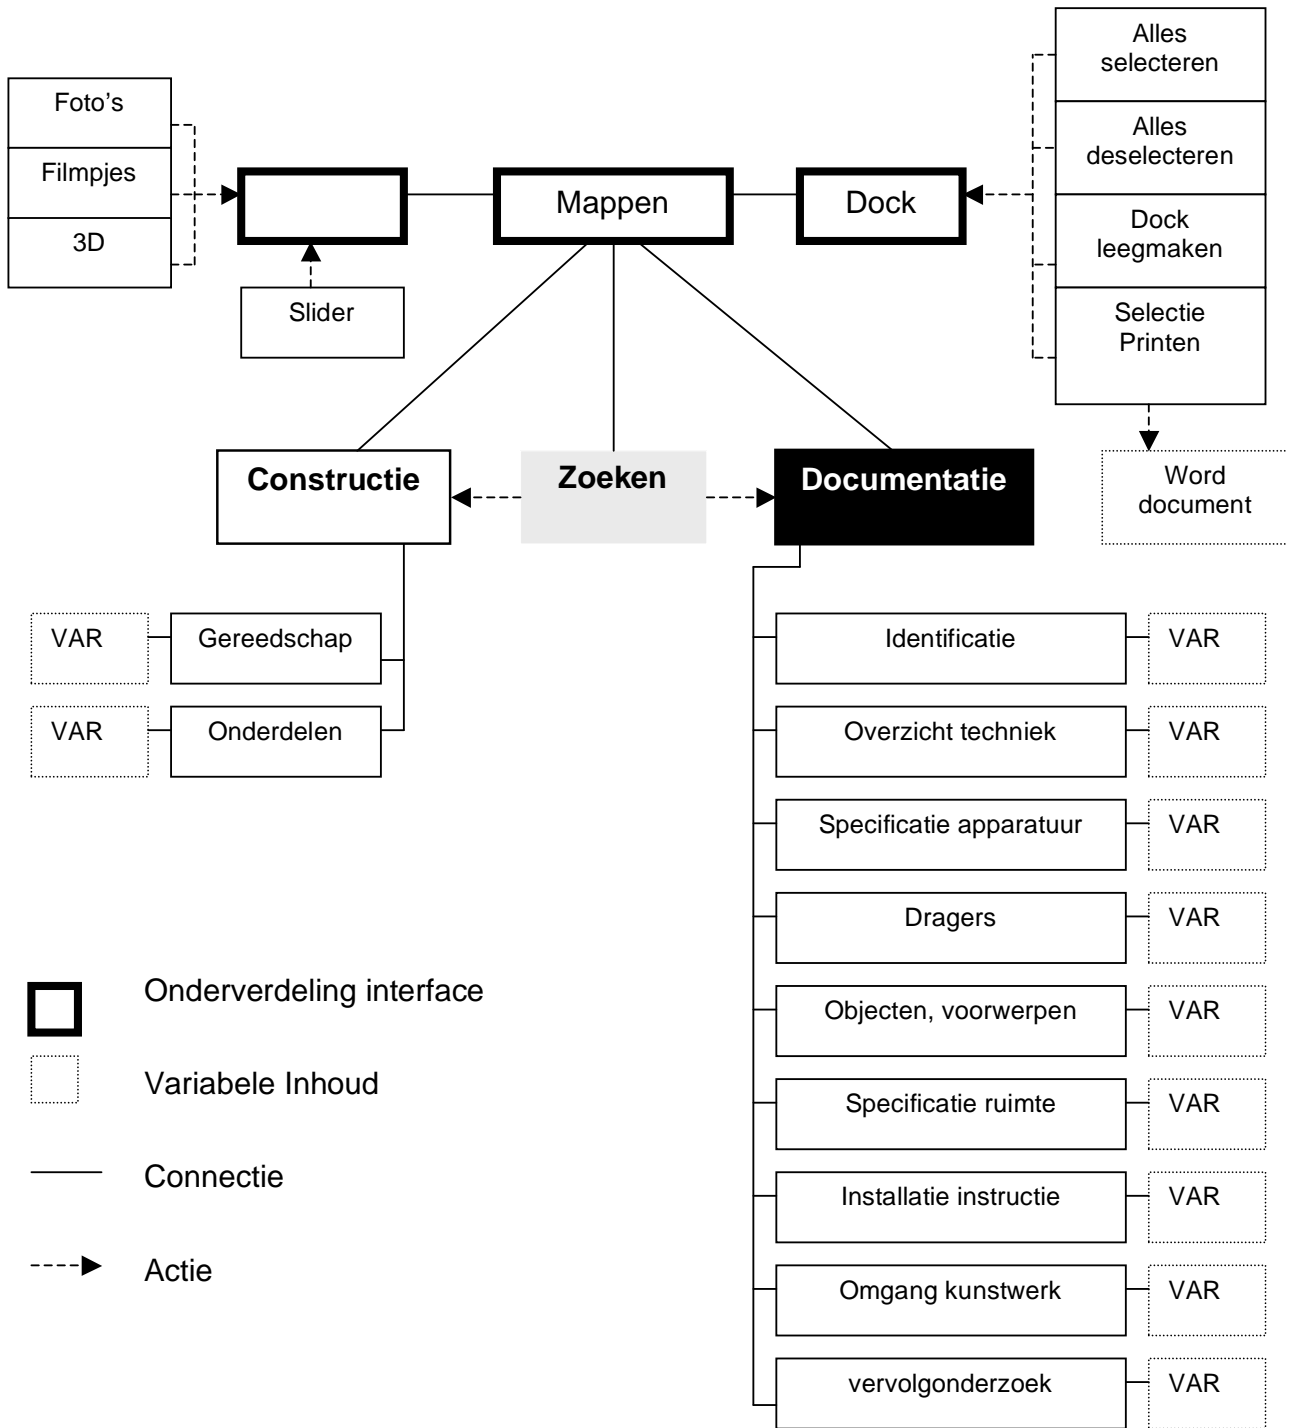 Alles
selecteren
Foto's
Alles
deselecteren
Filmpjes
Mappen
Dock
Dock
leegmaken
3D
Slider
Selectie
Printen
Constructie
Zoeken
Documentatie
Word
document
VAR
Gereedschap
Identificatie
VAR
VAR
Onderdelen
Overzicht techniek
VAR
Specificatie apparatuur
VAR
Dragers
VAR
Onderverdeling interface
Objecten, voorwerpen
VAR
Variabele Inhoud
Specificatie ruimte
VAR
Connectie
Installatie instructie
VAR
Actie
Omgang kunstwerk
VAR
vervolgonderzoek
VAR